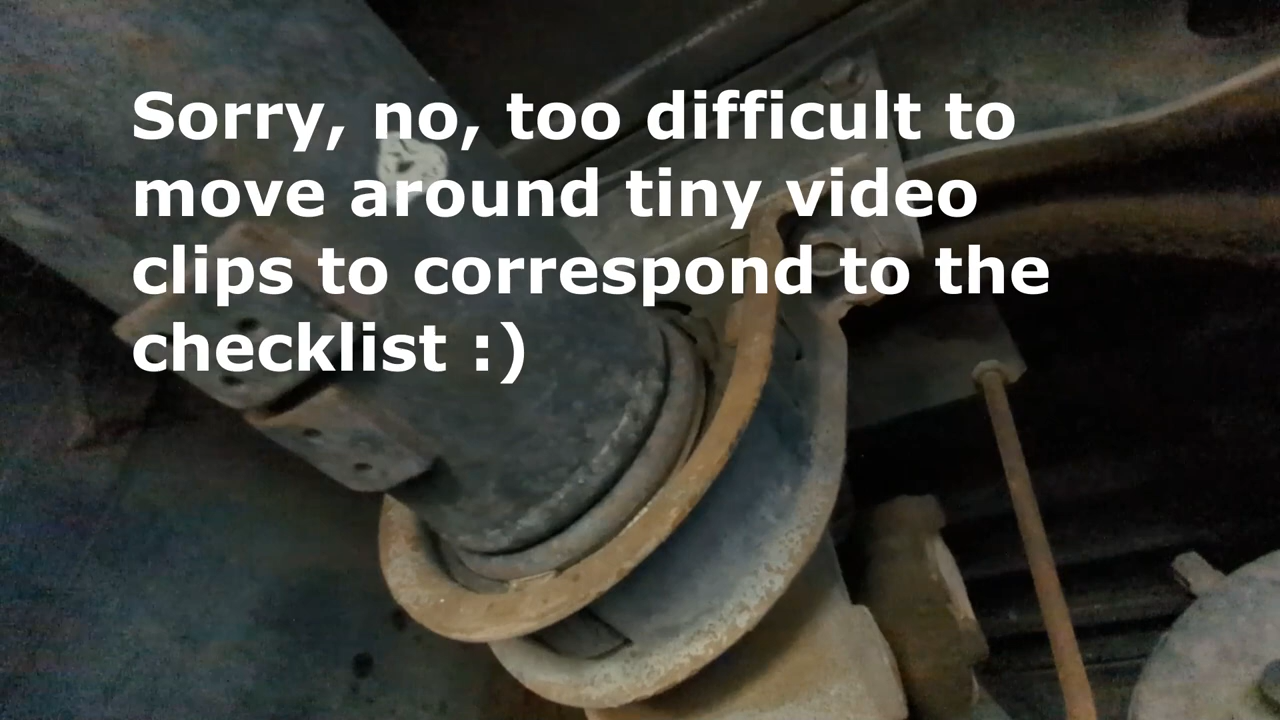 Sorry, no, too difficult to
move around tiny video
clips to correspond to the
checklist :)